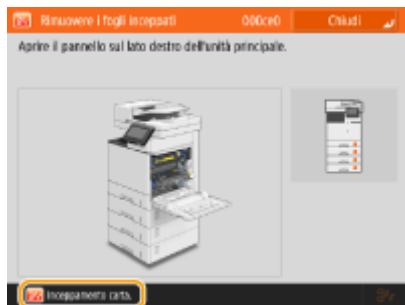 Rimuovere i fogli inceppati 000ce0 Chiudi
Aprire il pannello sul lato destro dell'unità principale.
Inceppamento carta.